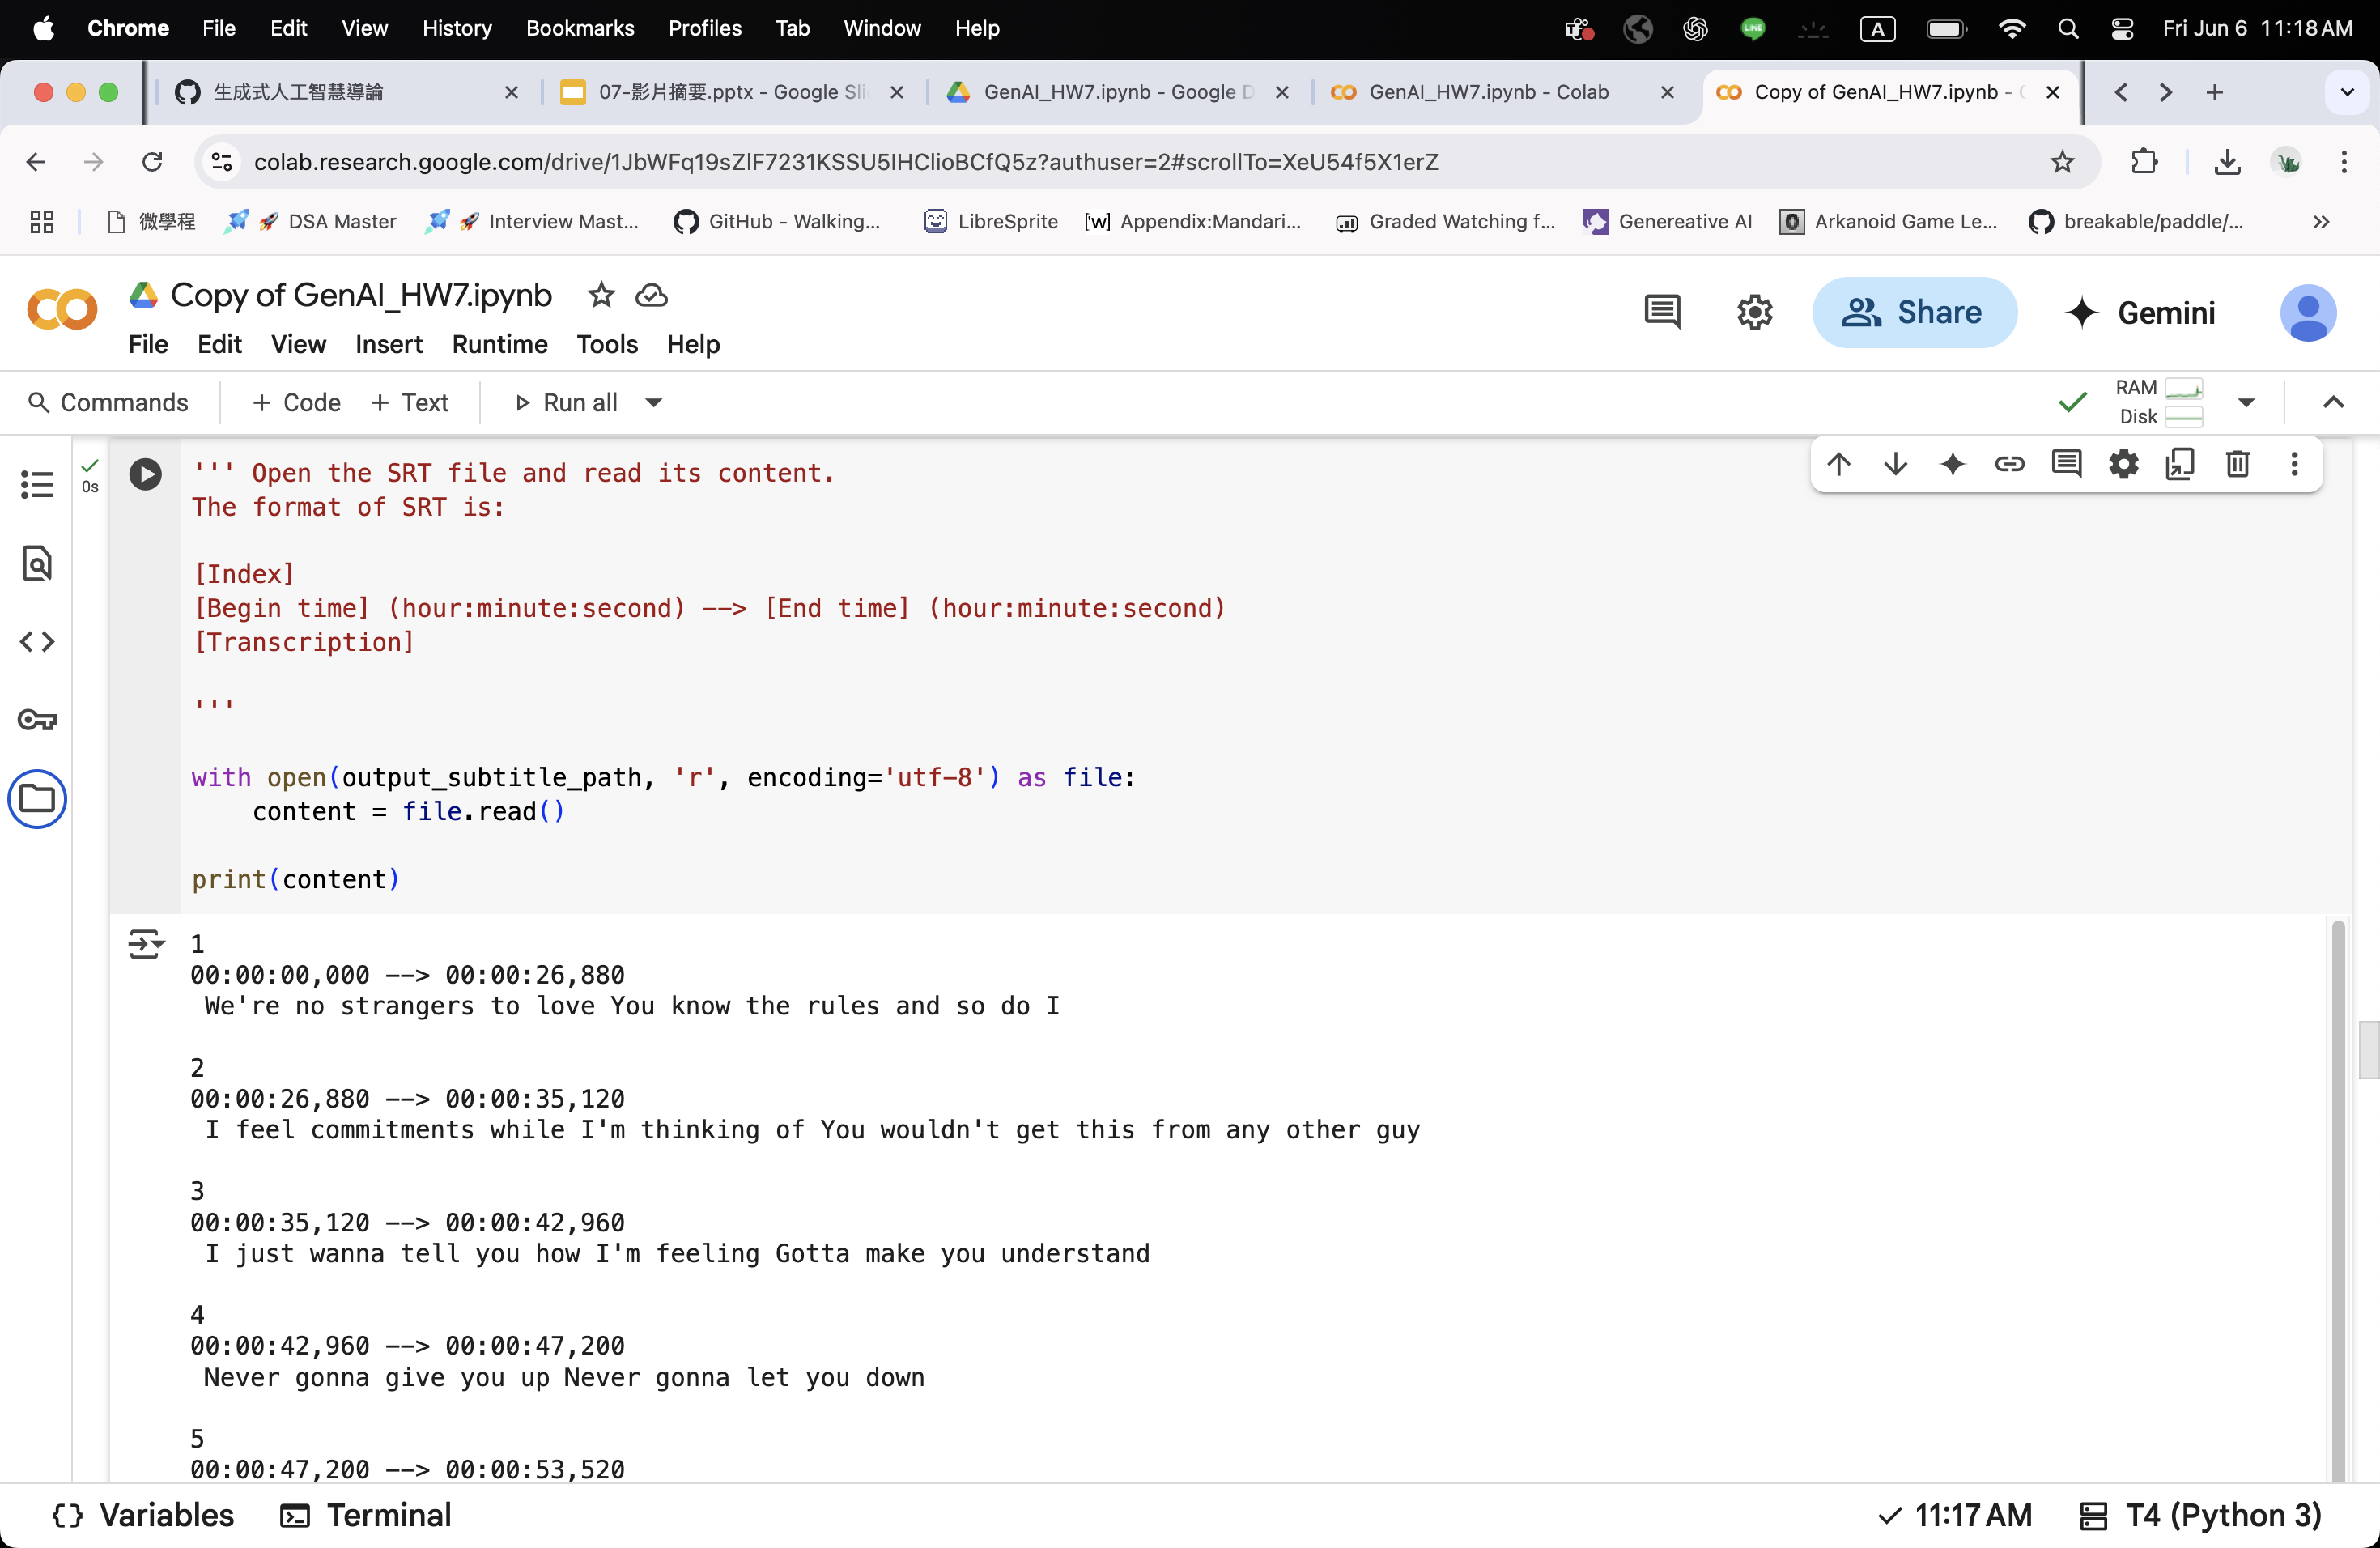 Chrome File Edit View History Bookmarks Profiles Tab Window Help A Fri Jun 6 11:18 AM
生成式人工智慧導論 07-影片摘要.pptx - Google Sli GenAI_HW7.ipynb - Google D GenAI_HW7.ipynb - Colab Copy of GenAI_HW7.ipynb -
colab.research.google.com/drive/1JbWFq19sZlF7231KSSU5IHClioBCfQ5z?authuser=2#scrollTo=XeU54f5X1erZ
微學程 DSA Master Interview Mast... GitHub - Walking... LibreSprite ['w] Appendix:Mandari... Graded Watching f... Genereative AI Arkanoid Game Le... breakable/paddle/...
Copy of GenAI_HW7.ipynb
Share Gemini
File Edit View Insert Runtime Tools Help
Commands + Code + Text Run all RAM Disk
0s
''' Open the SRT file and read its content.
The format of SRT is:
[Index]
[Begin time] (hour:minute:second) --> [End time] (hour:minute:second)
[Transcription]
'''
with open(output_subtitle_path, 'r', encoding='utf-8') as file:
    content = file.read()
print(content)
1
00:00:00,000 --> 00:00:26,880
We're no strangers to love You know the rules and so do I
2
00:00:26,880 --> 00:00:35,120
I feel commitments while I'm thinking of You wouldn't get this from any other guy
3
00:00:35,120 --> 00:00:42,960
I just wanna tell you how I'm feeling Gotta make you understand
4
00:00:42,960 --> 00:00:47,200
Never gonna give you up Never gonna let you down
5
00:00:47,200 --> 00:00:53,520
Variables Terminal 11:17 AM T4 (Python 3)